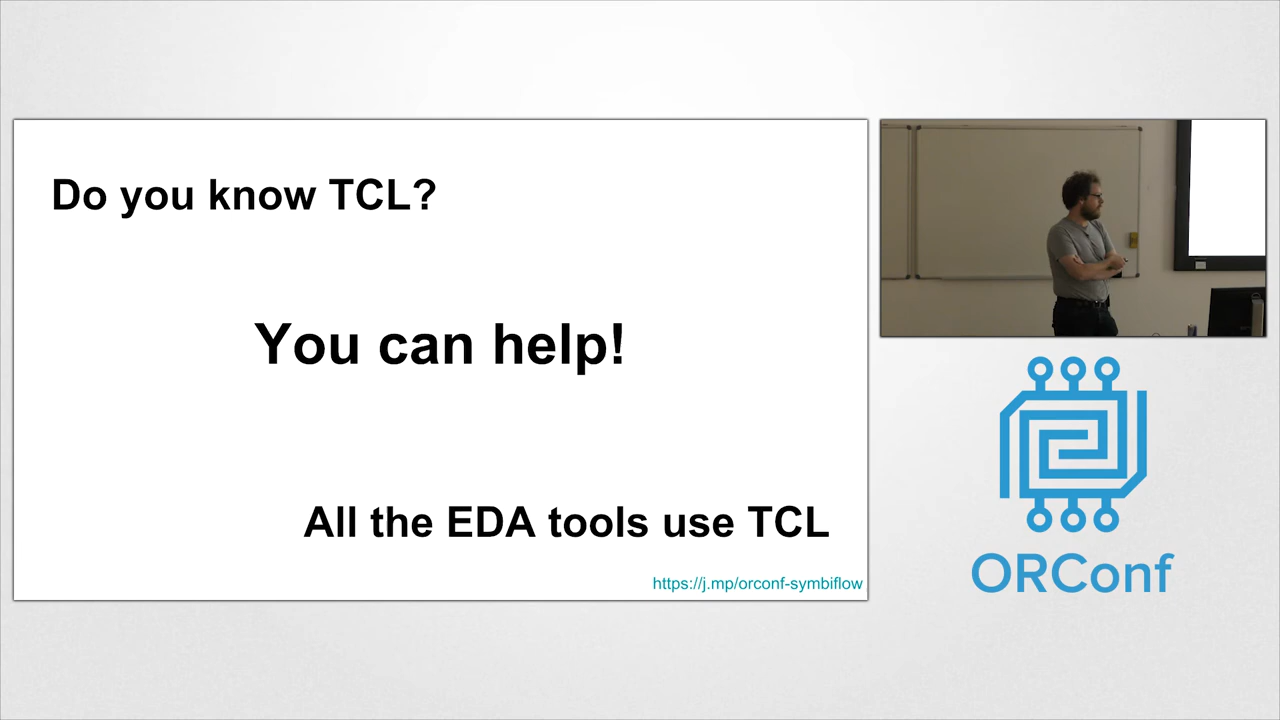 Do you know TCL?
You can help!
All the EDA tools use TCL
https://j.mp/orconf-symbiflow
ORConf